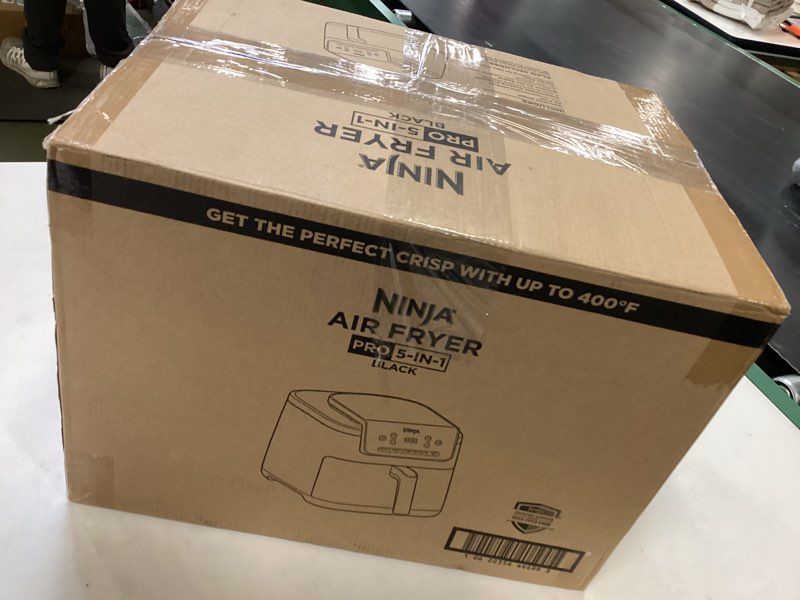 NINJA
AIR FRYER
PRO 5-IN-1
BLACK
GET THE PERFECT CRISP WITH UP TO 400°F
NINJA
AIR FRYER
PRO 5-IN-1
BLACK
NINJA